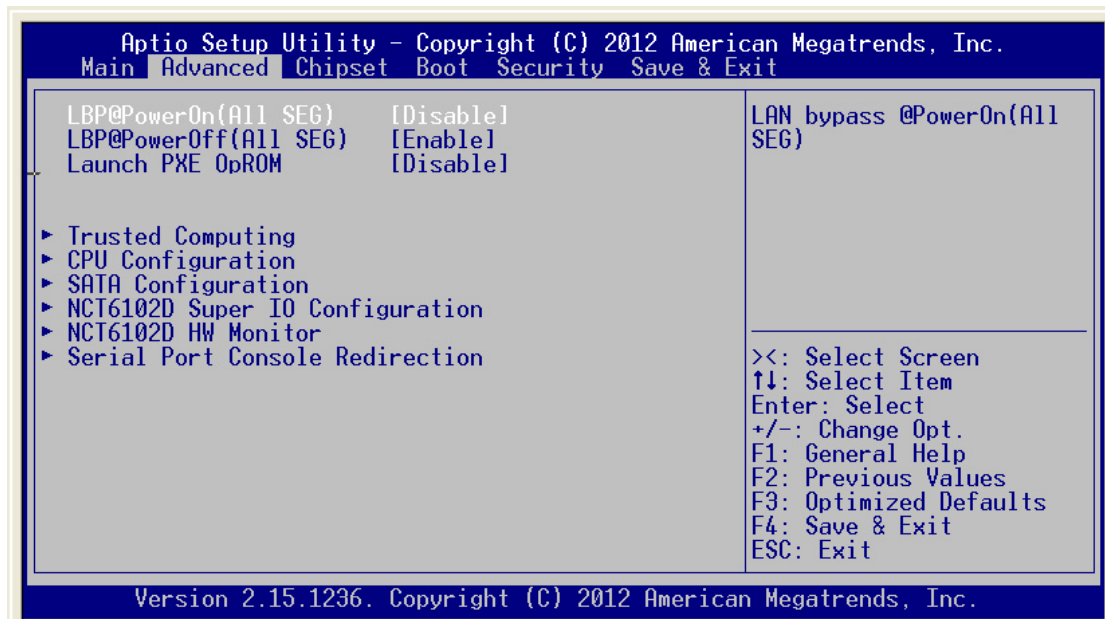 Aptio Setup Utility – Copyright (C) 2012 American Megatrends, Inc.
Main Advanced Chipset Boot Security Save & Exit
LBP@PowerOn(All SEG) [Disable]
LBP@PowerOff(All SEG) [Enable]
Launch PXE OpROM [Disable]
► Trusted Computing
► CPU Configuration
► SATA Configuration
► NCT6102D Super IO Configuration
► NCT6102D HW Monitor
► Serial Port Console Redirection
LAN bypass @PowerOn(All
SEG)
><: Select Screen
↑↓: Select Item
Enter: Select
+/-: Change Opt.
F1: General Help
F2: Previous Values
F3: Optimized Defaults
F4: Save & Exit
ESC: Exit
Version 2.15.1236. Copyright (C) 2012 American Megatrends, Inc.